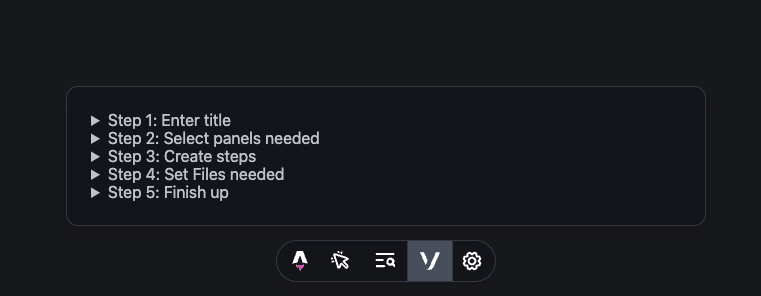 Step 1: Enter title
Step 2: Select panels needed
Step 3: Create steps
Step 4: Set Files needed
Step 5: Finish up